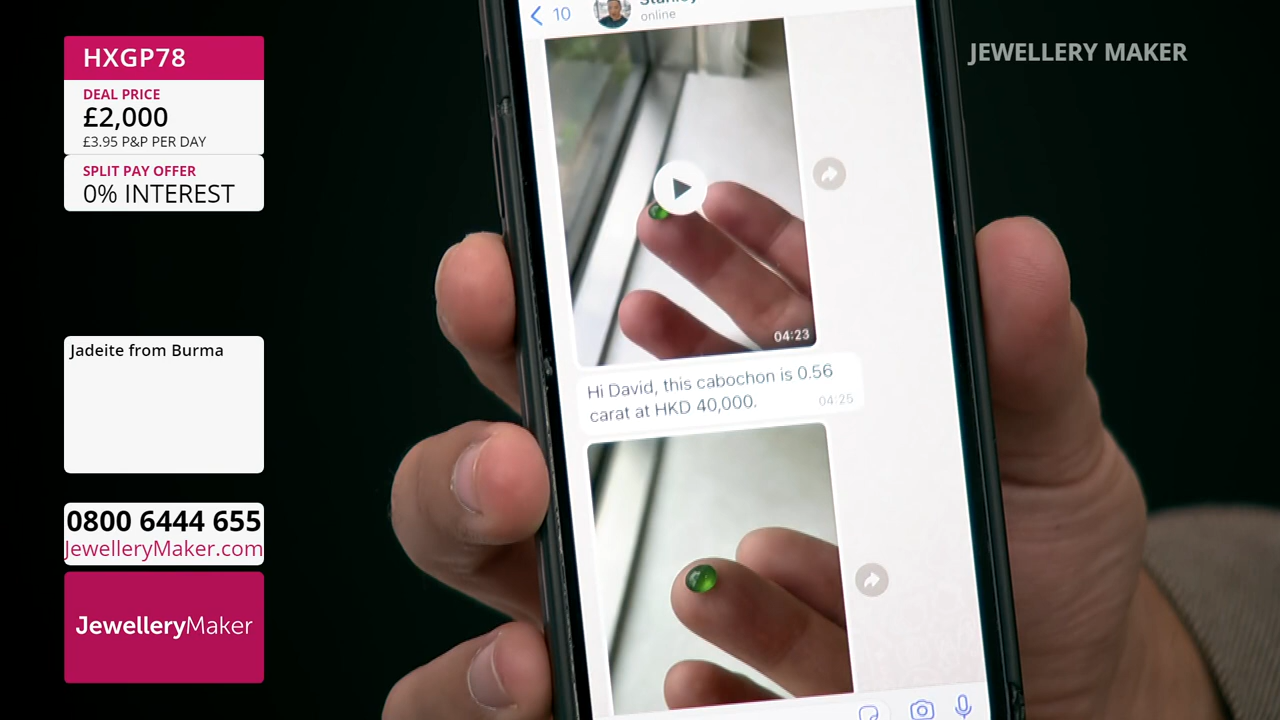 HXGP78
DEAL PRICE
£2,000
£3.95 P&P PER DAY
SPLIT PAY OFFER
0% INTEREST
Jadeite from Burma
0800 6444 655
JewelleryMaker.com
JewelleryMaker
JEWELLERY MAKER
10
online
04:23
Hi David, this cabochon is 0.56
carat at HKD 40,000.
04:25